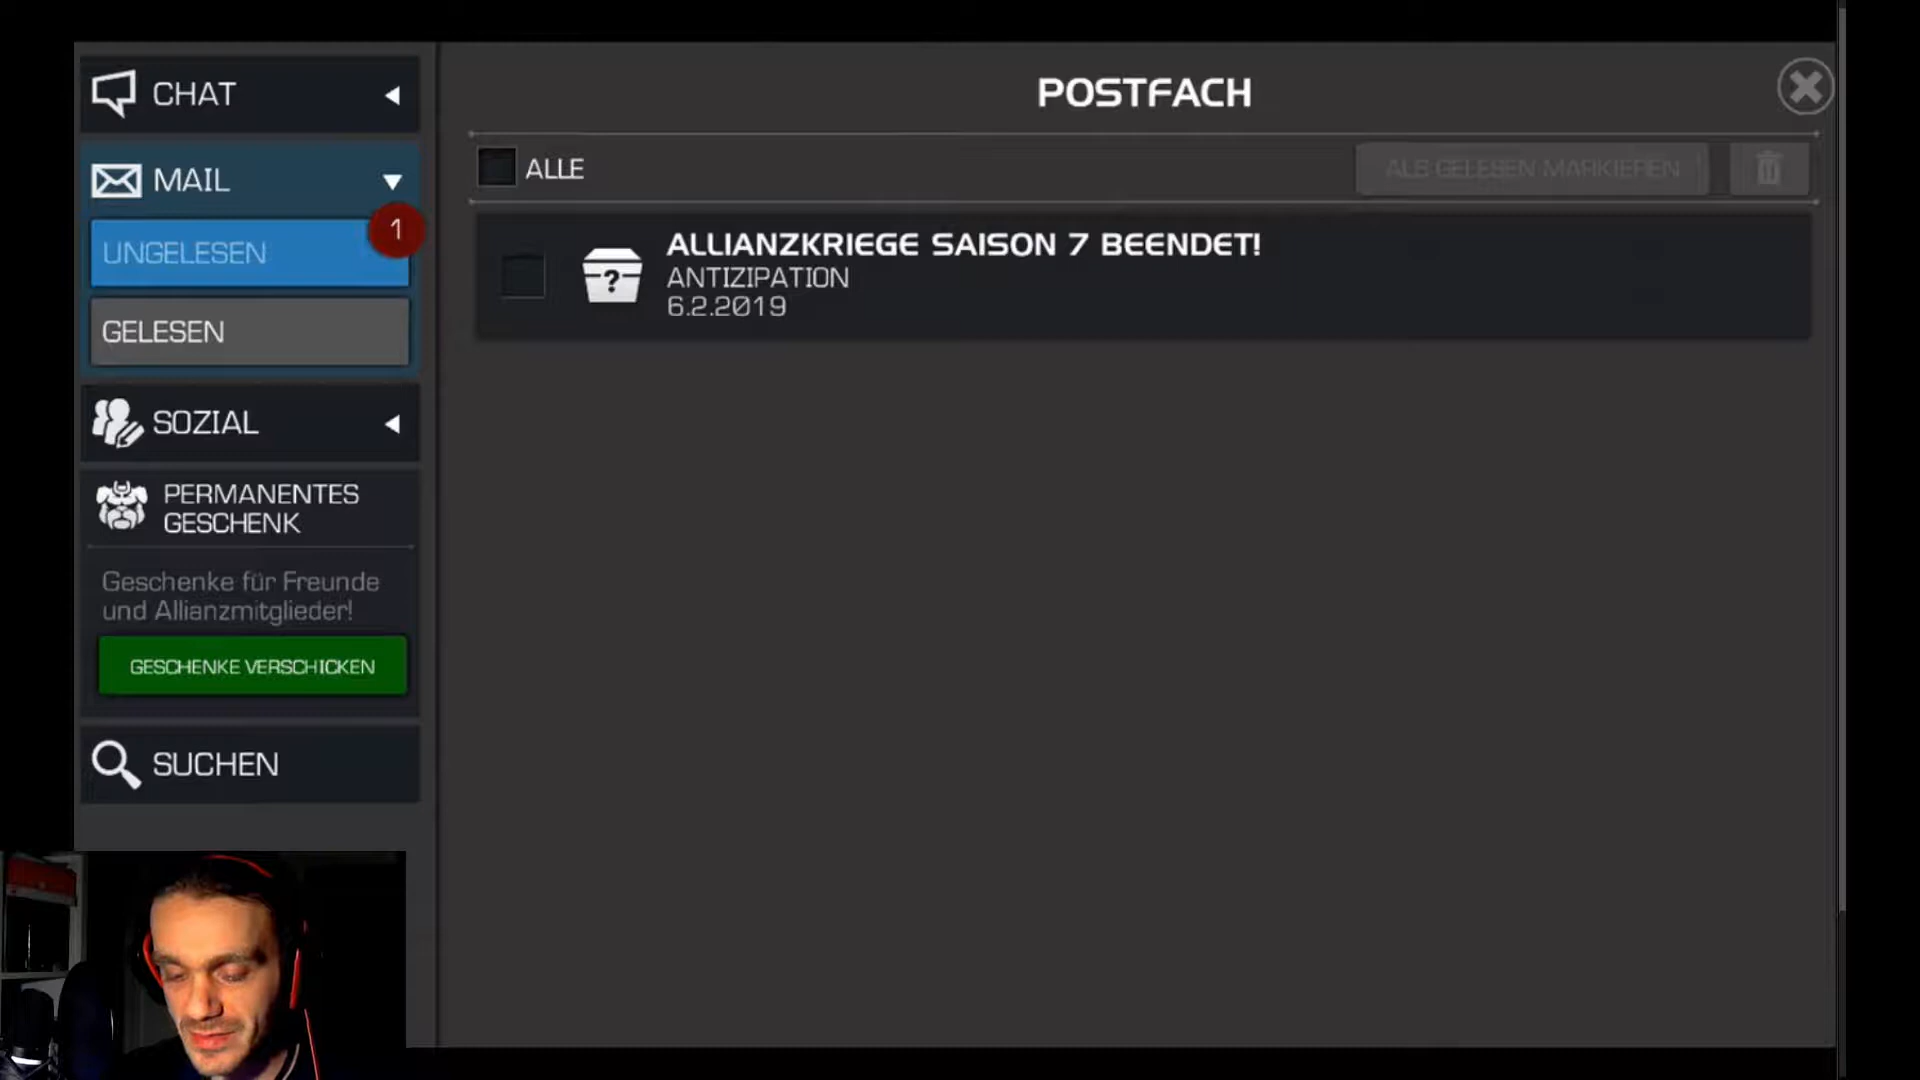 CHAT
MAIL
1
UNGELESEN
GELESEN
SOZIAL
PERMANENTES
GESCHENK
Geschenke für Freunde
und Allianzmitglieder!
GESCHENKE VERSCHICKEN
SUCHEN
POSTFACH
ALLE
ALS GELESEN MARKIEREN
ALLIANZKRIEGE SAISON 7 BEENDET!
ANTIZIPATION
6.2.2019